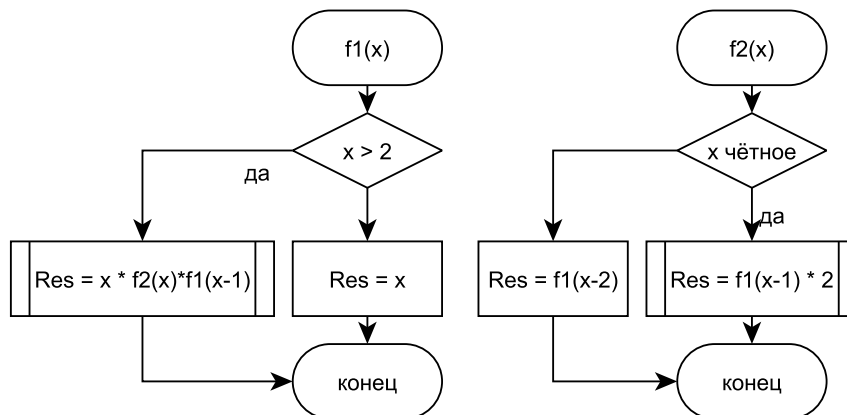 f1(x)
x > 2
да
Res = x * f2(x)*f1(x-1)
Res = x
конец
f2(x)
x чётное
да
Res = f1(x-2)
Res = f1(x-1) * 2
конец